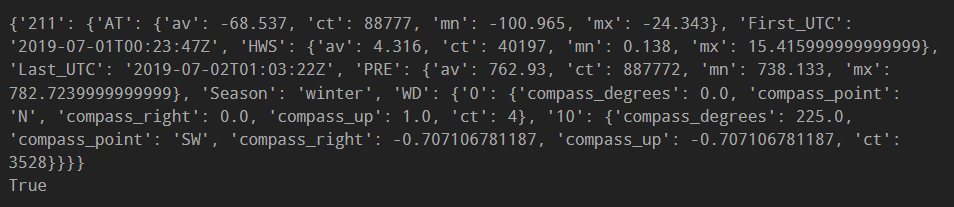 {'211': {'AT': {'av': -68.537, 'ct': 88777, 'mn': -100.965, 'mx': -24.343}, 'First_UTC':
'2019-07-01T00:23:47Z', 'HWS': {'av': 4.316, 'ct': 40197, 'mn': 0.138, 'mx': 15.415999999999999},
'Last_UTC': '2019-07-02T01:03:22Z', 'PRE': {'av': 762.93, 'ct': 887772, 'mn': 738.133, 'mx':
782.7239999999999}, 'Season': 'winter', 'WD': {'0': {'compass_degrees': 0.0, 'compass_point':
'N', 'compass_right': 0.0, 'compass_up': 1.0, 'ct': 4}, '10': {'compass_degrees': 225.0,
'compass_point': 'SW', 'compass_right': -0.707106781187, 'compass_up': -0.707106781187, 'ct':
3528}}}}
True